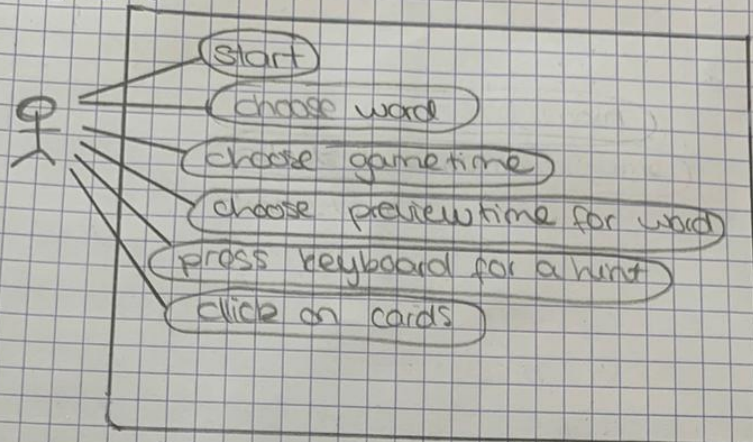 start
choose word
choose gametime
choose previewtime for word
press keyboard for a hint
click on cards